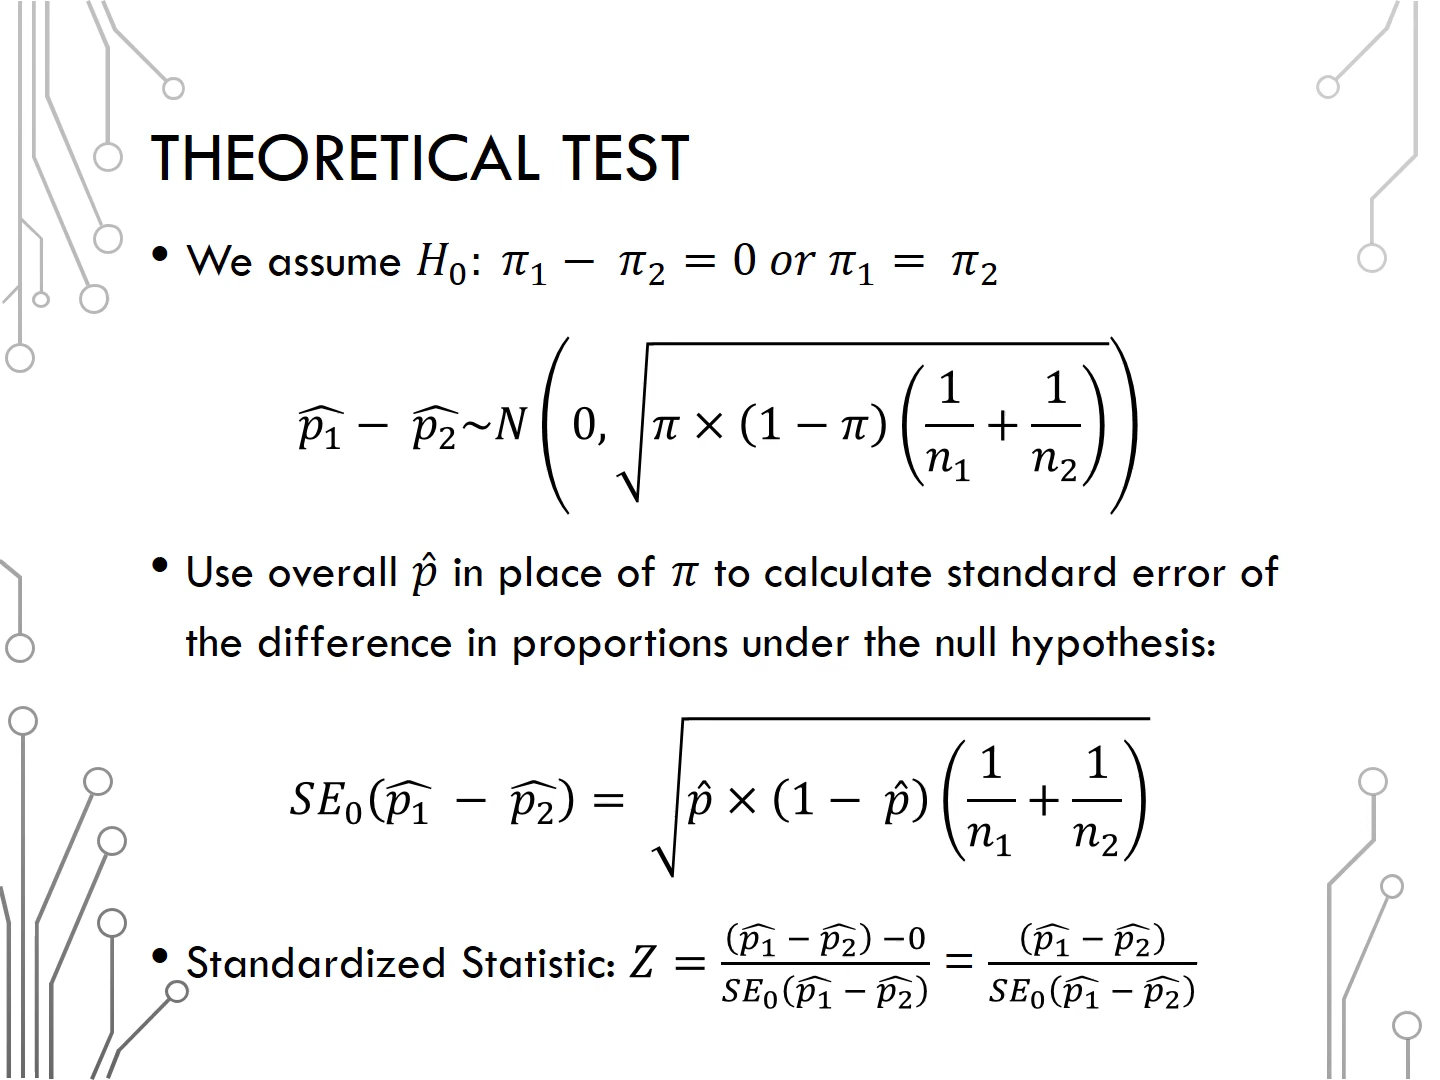 THEORETICAL TEST
• We assume H₀: π₁ − π₂ = 0 or π₁ = π₂
p̂₁ − p̂₂~N(0, √(π × (1 − π)(1/n₁ + 1/n₂)))
• Use overall p̂ in place of π to calculate standard error of
the difference in proportions under the null hypothesis:
SE₀(p̂₁ − p̂₂) = √(p̂ × (1 − p̂)(1/n₁ + 1/n₂))
• Standardized Statistic: Z = ((p̂₁ − p̂₂) −0)/(SE₀(p̂₁ − p̂₂)) = (p̂₁ − p̂₂)/(SE₀(p̂₁ − p̂₂))